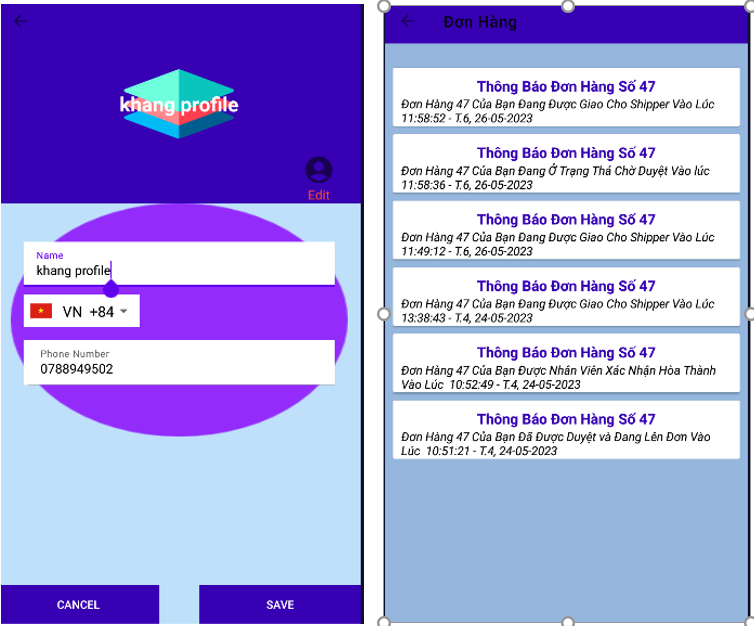 khang profile
Edit
Name
khang profile
VN +84
Phone Number
0788949502
CANCEL
SAVE
Đơn Hàng
Thông Báo Đơn Hàng Số 47
Đơn Hàng 47 Của Bạn Đang Được Giao Cho Shipper Vào Lúc
11:58:52 - T.6, 26-05-2023
Thông Báo Đơn Hàng Số 47
Đơn Hàng 47 Của Bạn Đang Ở Trạng Thá Chờ Duyệt Vào lúc
11:58:36 - T.6, 26-05-2023
Thông Báo Đơn Hàng Số 47
Đơn Hàng 47 Của Bạn Đang Được Giao Cho Shipper Vào Lúc
11:49:12 - T.6, 26-05-2023
Thông Báo Đơn Hàng Số 47
Đơn Hàng 47 Của Bạn Đang Được Giao Cho Shipper Vào Lúc
13:38:43 - T.4, 24-05-2023
Thông Báo Đơn Hàng Số 47
Đơn Hàng 47 Của Bạn Được Nhân Viên Xác Nhận Hòa Thành
Vào Lúc 10:52:49 - T.4, 24-05-2023
Thông Báo Đơn Hàng Số 47
Đơn Hàng 47 Của Bạn Đã Được Duyệt và Đang Lên Đơn Vào
Lúc 10:51:21 - T.4, 24-05-2023